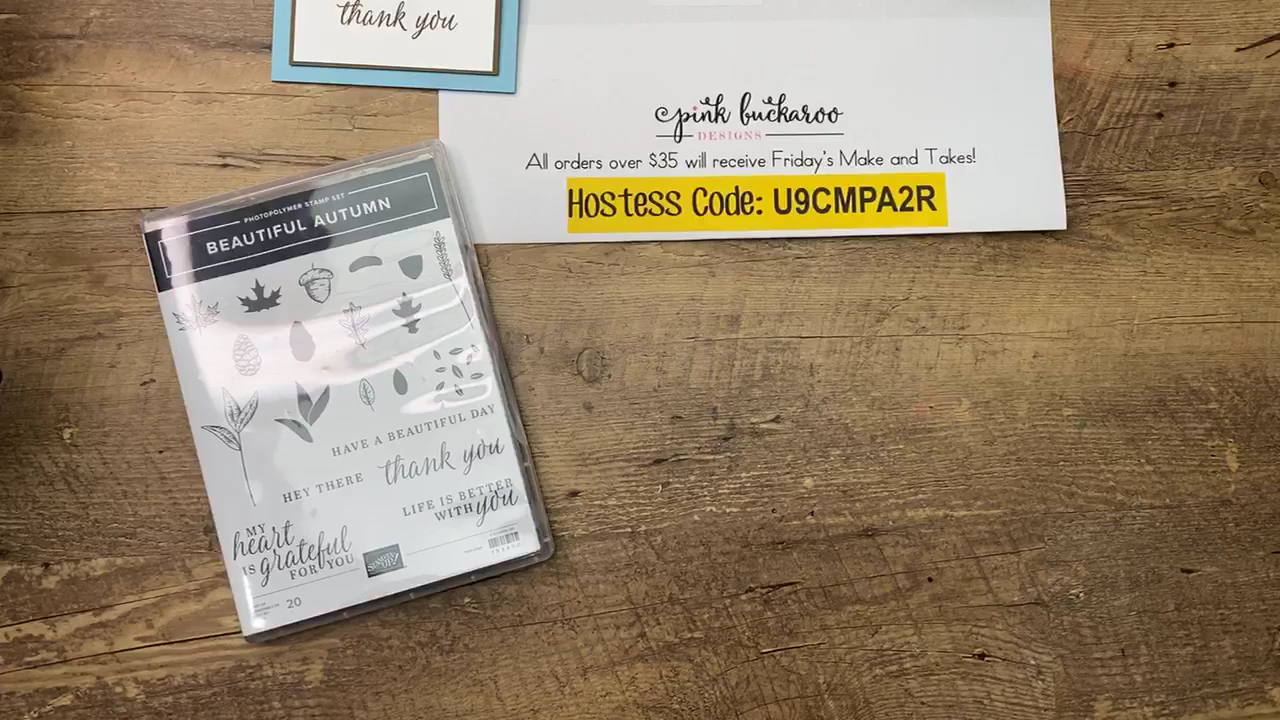 thank you
pink buckaroo
DESIGNS
All orders over $35 will receive Friday's Make and Takes!
Hostess Code: U9CMPA2R
PHOTOPOLYMER STAMP SET
BEAUTIFUL AUTUMN
HAVE A BEAUTIFUL DAY
HEY THERE
thank you
LIFE IS BETTER
WITH you
MY
heart
IS grateful
FOR YOU
STAMPIN' UP!
20